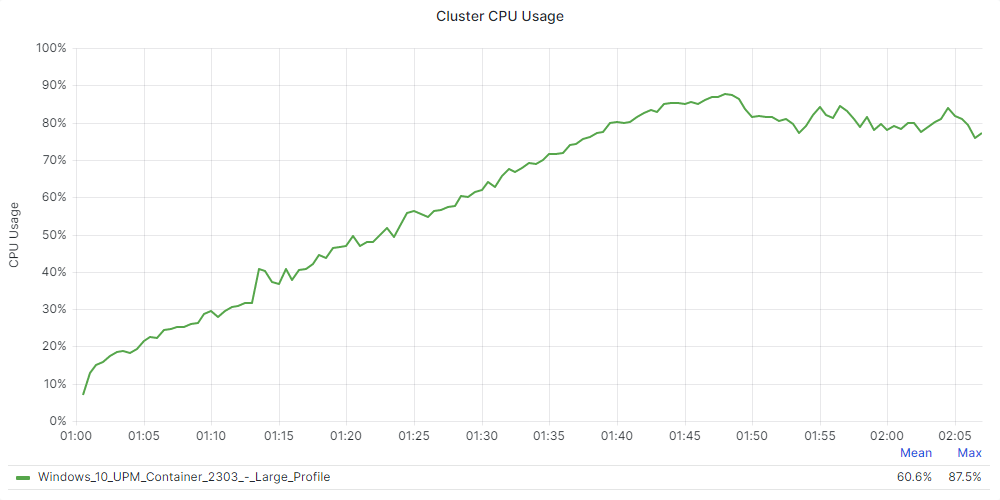 Cluster CPU Usage
100%
90%
80%
70%
60%
50%
40%
30%
20%
10%
0%
CPU Usage
01:00 01:05 01:10 01:15 01:20 01:25 01:30 01:35 01:40 01:45 01:50 01:55 02:00 02:05
Mean Max
Windows_10_UPM_Container_2303_-_Large_Profile 60.6% 87.5%